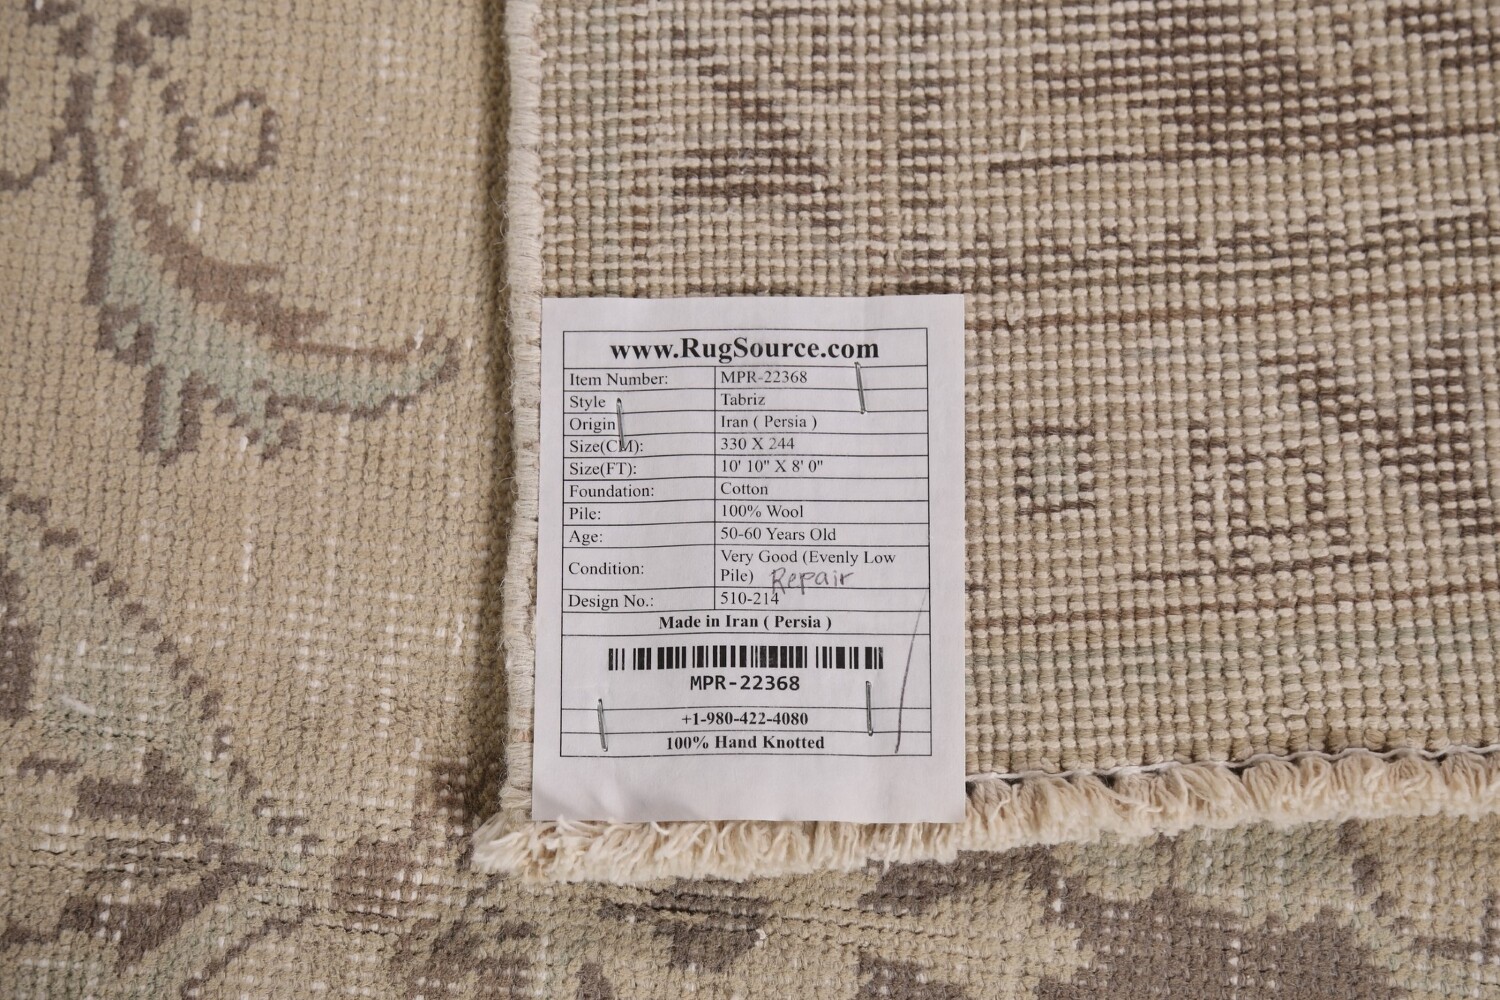 www.RugSource.com
Item Number: MPR-22368
Style Tabriz
Origin Iran ( Persia )
Size(CM): 330 X 244
Size(FT): 10' 10" X 8' 0"
Foundation: Cotton
Pile: 100% Wool
Age: 50-60 Years Old
Condition: Very Good (Evenly Low
Pile) Repair
Design No.: 510-214
Made in Iran ( Persia )
MPR-22368
+1-980-422-4080
100% Hand Knotted